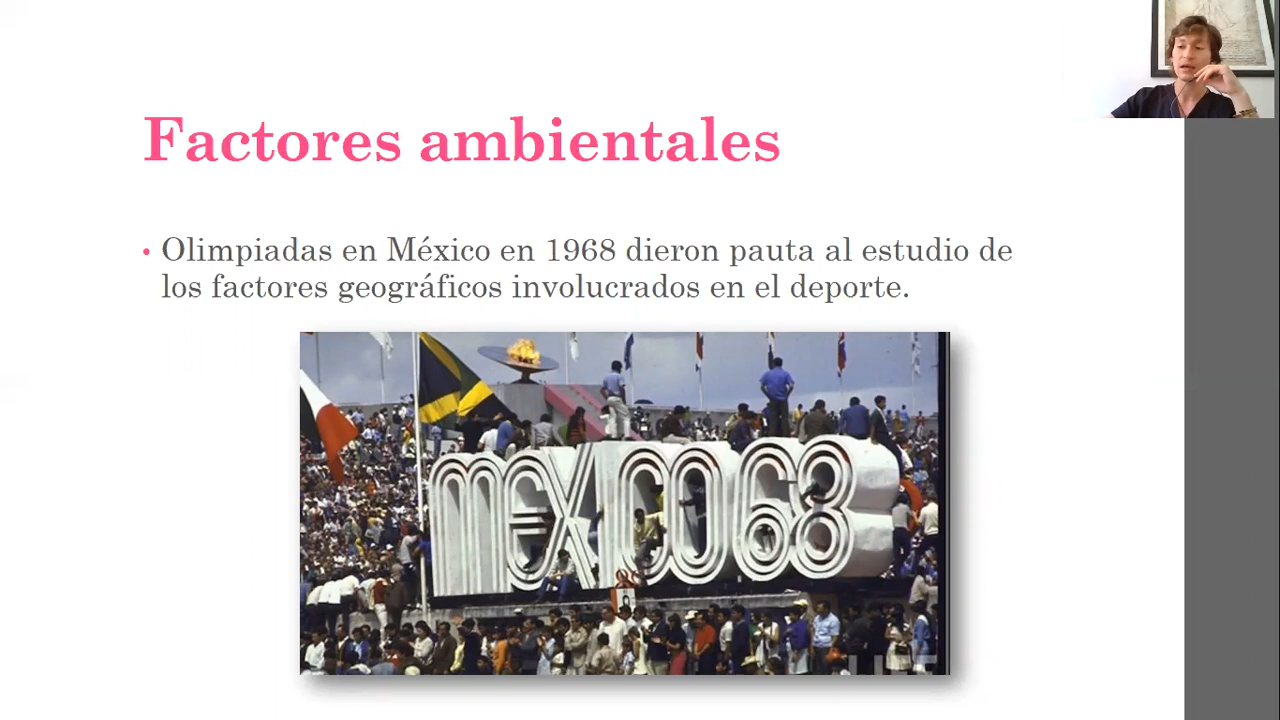 Factores ambientales
• Olimpiadas en México en 1968 dieron pauta al estudio de
los factores geográficos involucrados en el deporte.
MEXICO68
LIFE